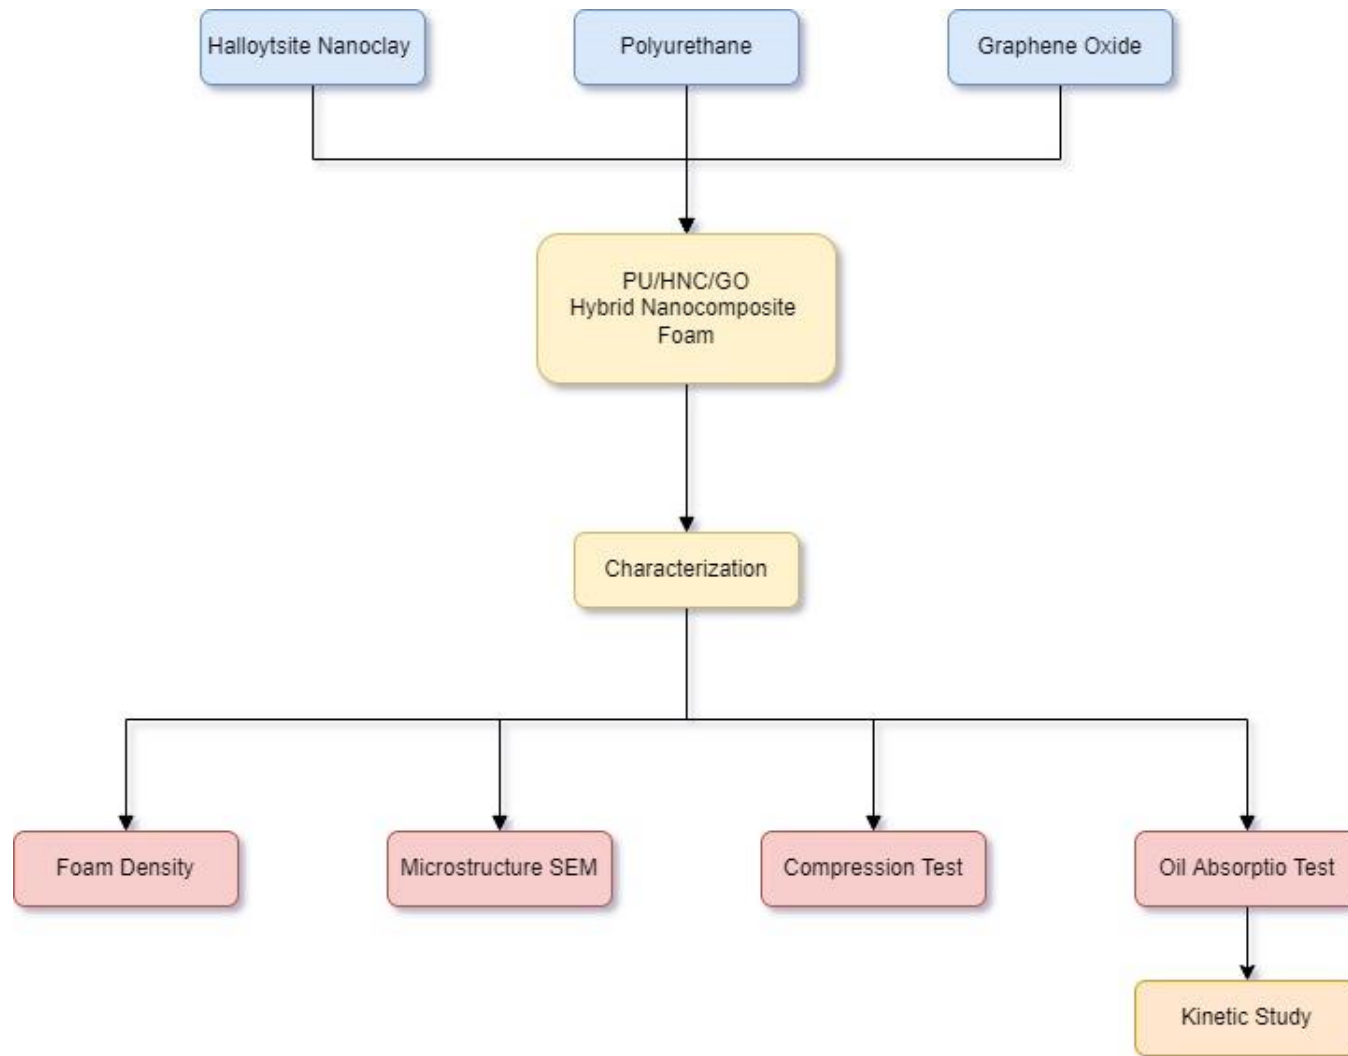 Halloytsite Nanoclay
Polyurethane
Graphene Oxide
PU/HNC/GO
Hybrid Nanocomposite
Foam
Characterization
Foam Density
Microstructure SEM
Compression Test
Oil Absorptio Test
Kinetic Study